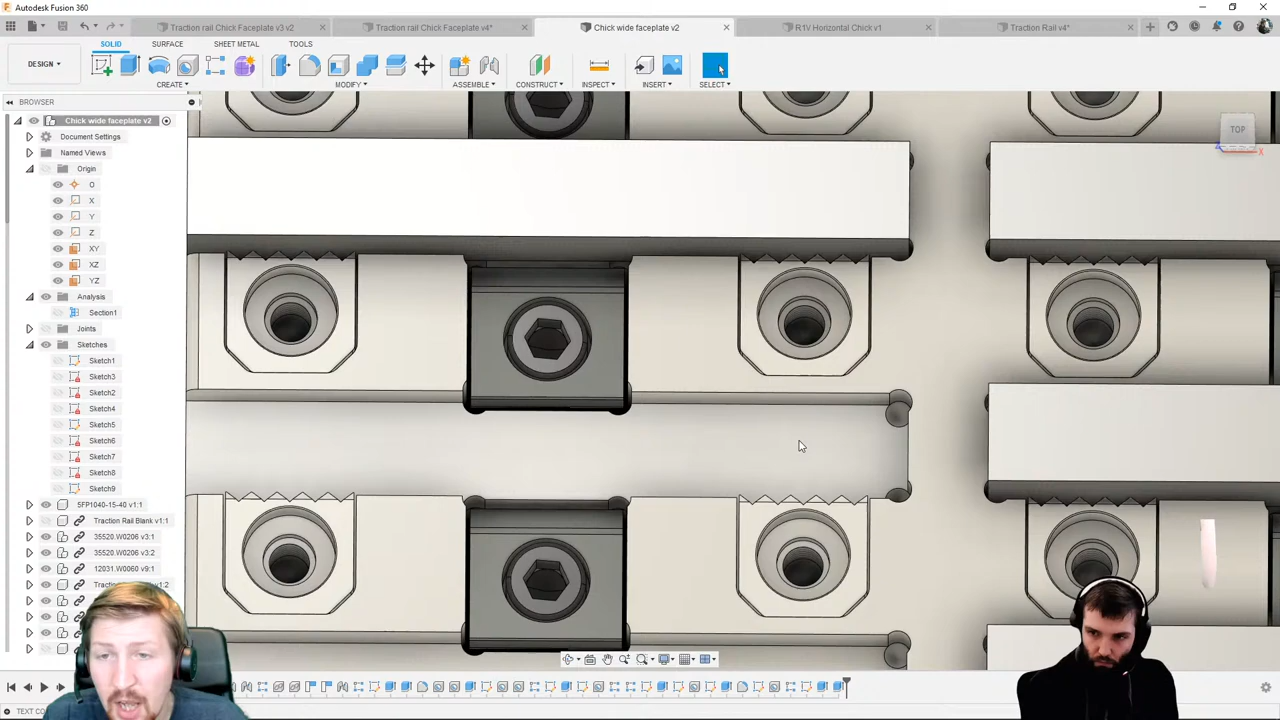 Autodesk Fusion 360
Traction rail Chick Faceplate v3 v2
Traction rail Chick Faceplate v4*
Chick wide faceplate v2
R1V Horizontal Chick v1
Traction Rail v4*
SOLID SURFACE SHEET METAL TOOLS
DESIGN
CREATE MODIFY ASSEMBLE CONSTRUCT INSPECT INSERT SELECT
BROWSER
Chick wide faceplate v2
Document Settings
Named Views
Origin
O
X
Y
Z
XY
XZ
YZ
Analysis
Section1
Joints
Sketches
Sketch1
Sketch3
Sketch2
Sketch4
Sketch5
Sketch6
Sketch7
Sketch8
Sketch9
5FP1040-15-40 v1:1
Traction Rail Blank v1:1
35520.W0206 v3:1
35520.W0206 v3:2
12031.W0060 v9:1
TOP
X
TEXT CO